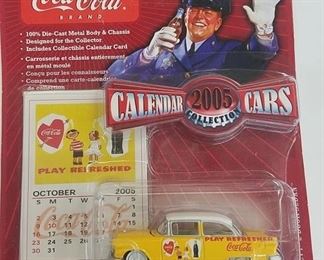 Coca-Cola
BRAND
• 100% Die-Cast Metal Body & Chassis
• Designed for the Collector
• Includes Collectible Calendar Card
• Carrosserie et châssis entièrement
en métal moulé
• Conçus pour les connaisseurs
• Comprend une carte-calendrier
de collection
CALENDAR 2005 CARS
COLLECTION
Coca-Cola
PLAY REFRESHED
OCTOBER 2005
PLAY REFRESHED
Coca-Cola